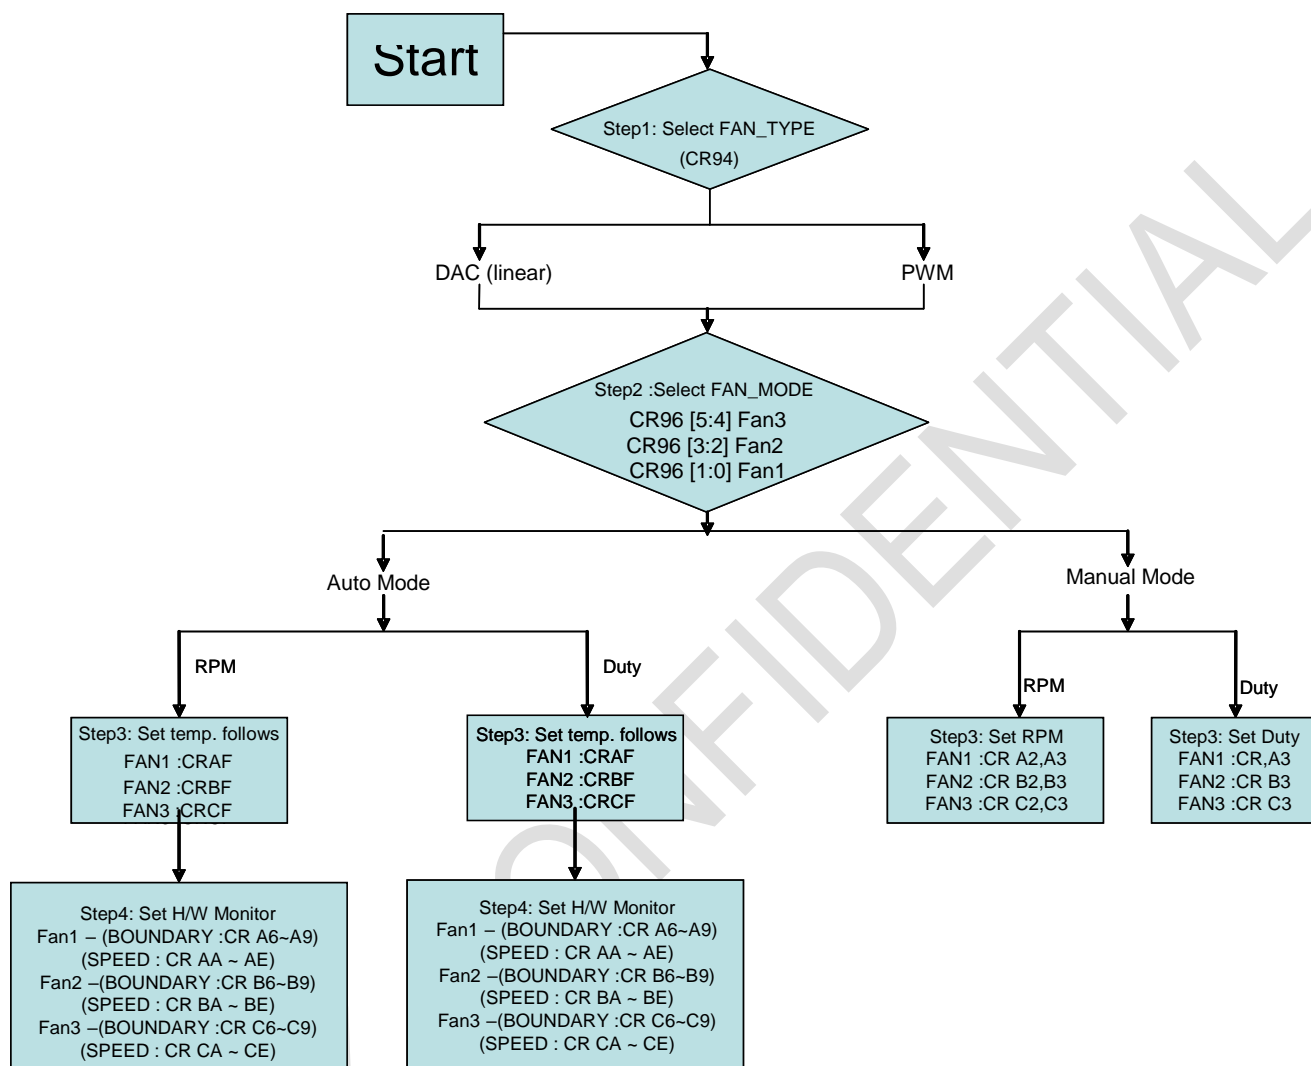 Start
Step1: Select FAN_TYPE
(CR94)
DAC (linear)
PWM
Step2 :Select FAN_MODE
CR96 [5:4] Fan3
CR96 [3:2] Fan2
CR96 [1:0] Fan1
Auto Mode
Manual Mode
RPM
Duty
RPM
Duty
Step3: Set temp. follows
FAN1 :CRAF
FAN2 :CRBF
FAN3 :CRCF
Step3: Set temp. follows
FAN1 :CRAF
FAN2 :CRBF
FAN3 :CRCF
Step3: Set RPM
FAN1 :CR A2,A3
FAN2 :CR B2,B3
FAN3 :CR C2,C3
Step3: Set Duty
FAN1 :CR,A3
FAN2 :CR B3
FAN3 :CR C3
Step4: Set H/W Monitor
Fan1 – (BOUNDARY :CR A6~A9)
(SPEED : CR AA ~ AE)
Fan2 –(BOUNDARY :CR B6~B9)
(SPEED : CR BA ~ BE)
Fan3 –(BOUNDARY :CR C6~C9)
(SPEED : CR CA ~ CE)
Step4: Set H/W Monitor
Fan1 – (BOUNDARY :CR A6~A9)
(SPEED : CR AA ~ AE)
Fan2 –(BOUNDARY :CR B6~B9)
(SPEED : CR BA ~ BE)
Fan3 –(BOUNDARY :CR C6~C9)
(SPEED : CR CA ~ CE)
ONFIDENTIAL